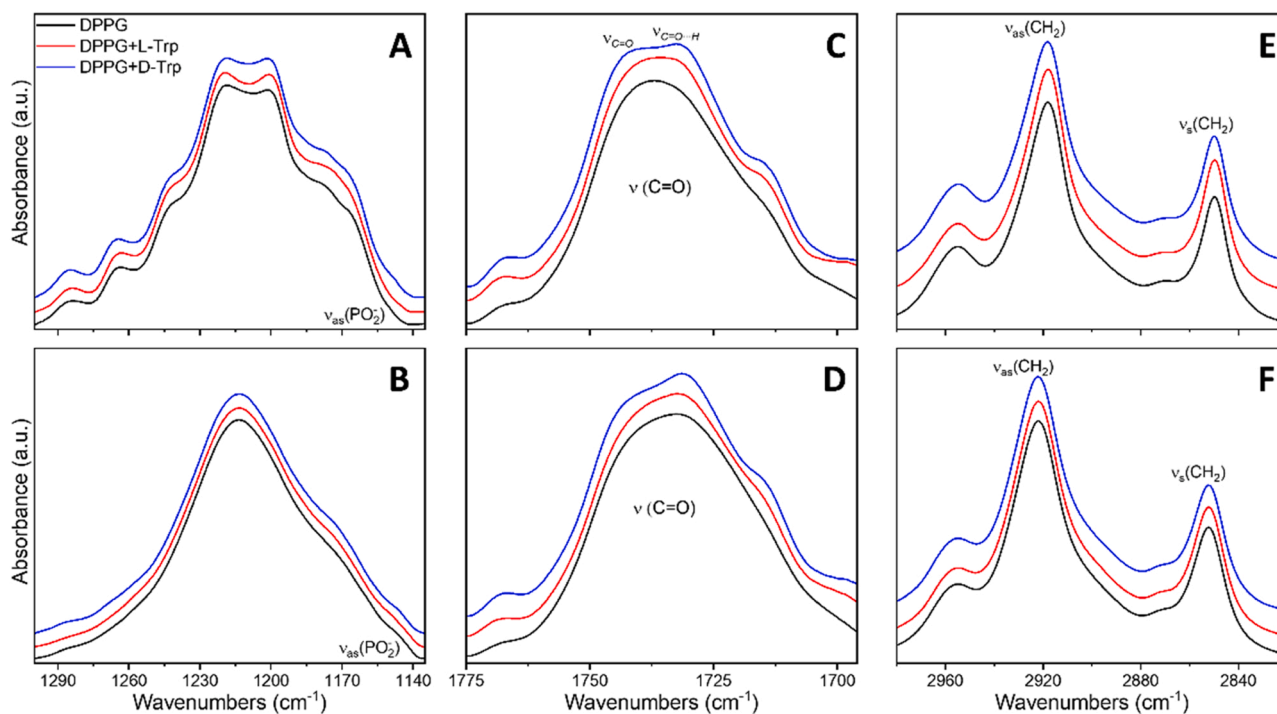 DPPG
DPPG+L-Trp
DPPG+D-Trp
A
Absorbance (a.u.)
νas(PO2-)
C
νC=O
νC=O···H
ν (C=O)
E
νas(CH2)
νs(CH2)
B
Absorbance (a.u.)
νas(PO2-)
1290 1260 1230 1200 1170 1140
Wavenumbers (cm-1)
D
ν (C=O)
1775 1750 1725 1700
Wavenumbers (cm-1)
F
νas(CH2)
νs(CH2)
2960 2920 2880 2840
Wavenumbers (cm-1)